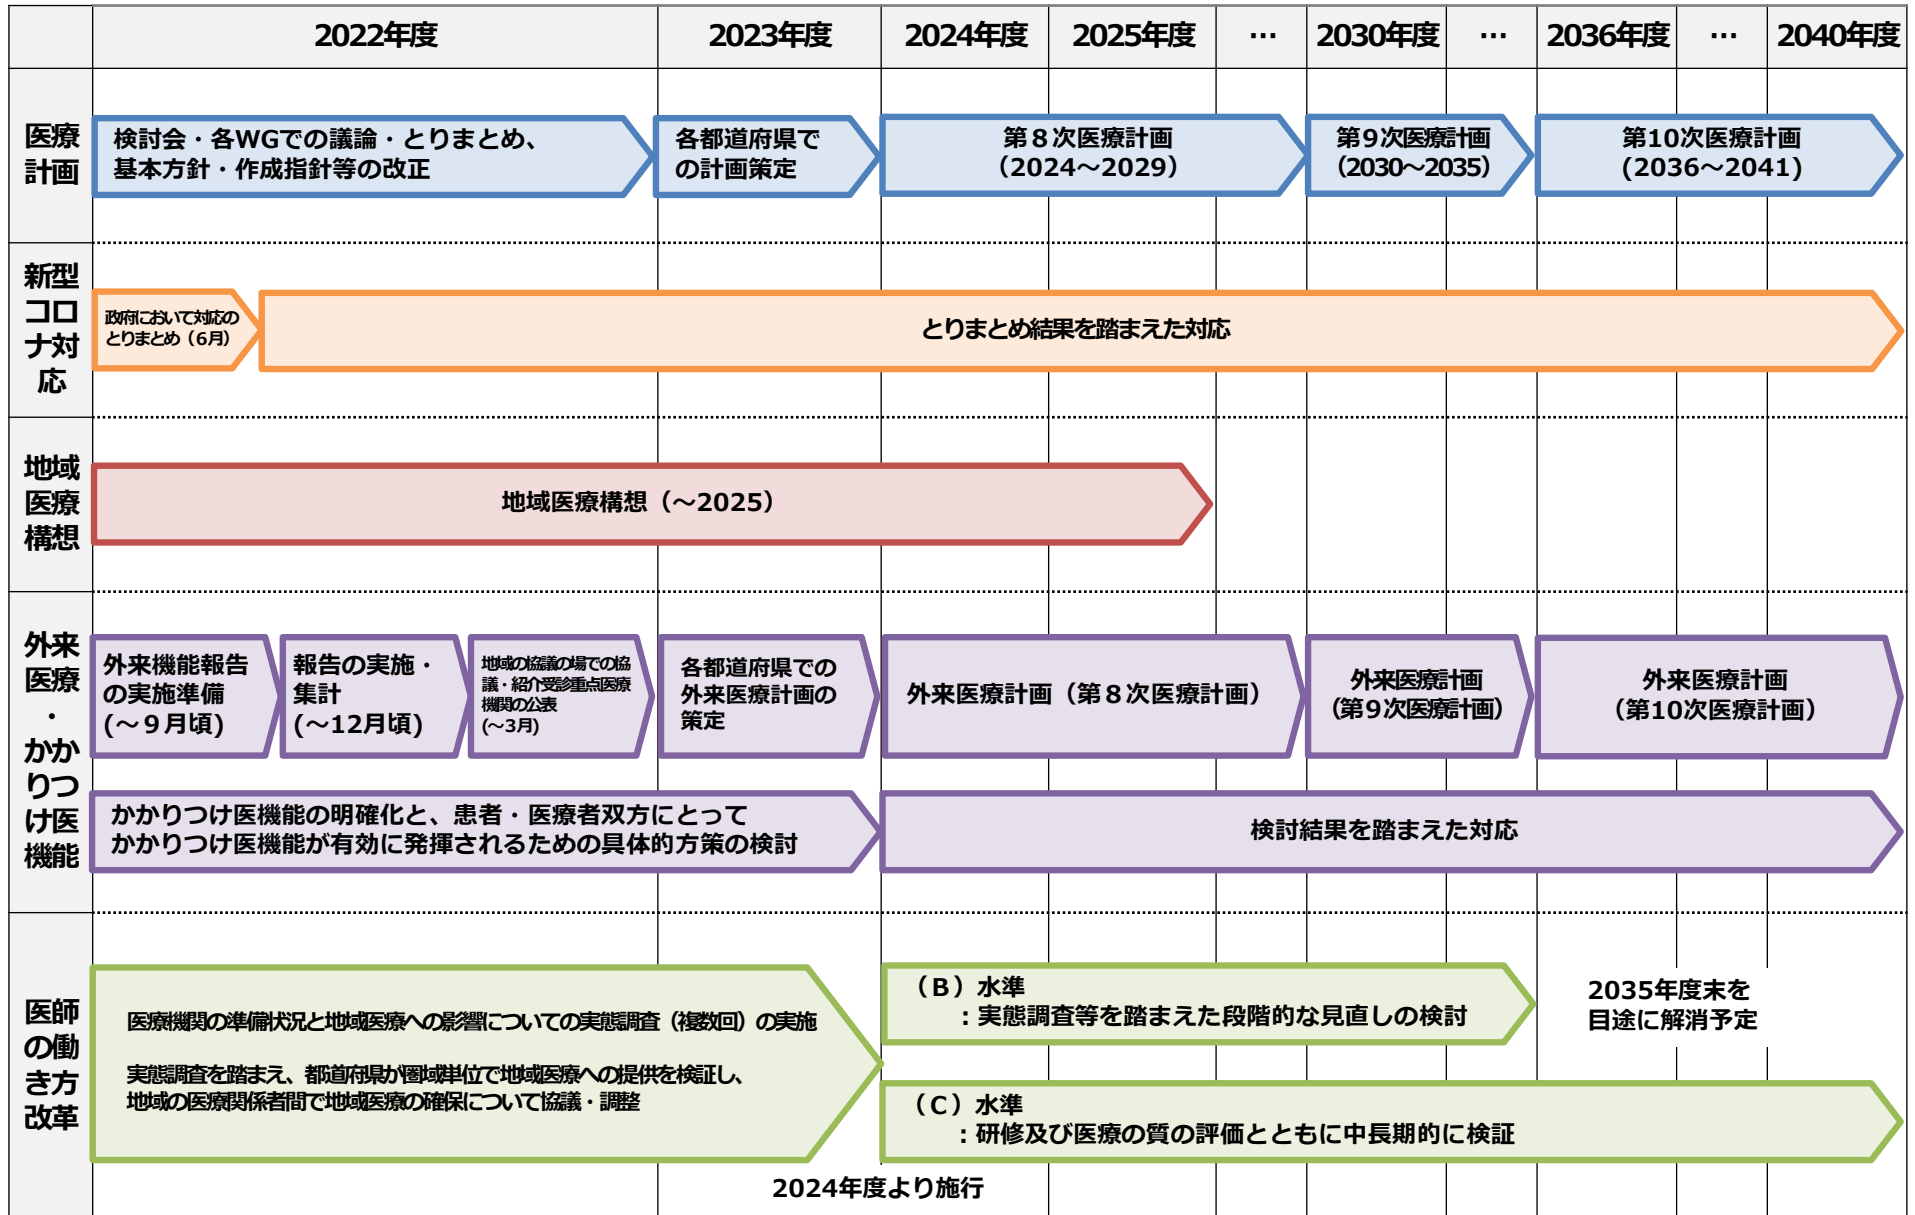 2022年度
2023年度
2024年度
2025年度
…
2030年度
…
2036年度
…
2040年度
医療
計画
検討会・各WGでの議論・とりまとめ、
基本方針・作成指針等の改正
各都道府県で
の計画策定
第８次医療計画
（2024～2029）
第９次医療計画
（2030～2035）
第10次医療計画
(2036～2041)
新型
コロ
ナ対
応
政府において対応の
とりまとめ（6月）
とりまとめ結果を踏まえた対応
地域
医療
構想
地域医療構想（～2025）
外来
医療
・
かか
りつ
け医
機能
外来機能報告
の実施準備
(～９月頃)
報告の実施・
集計
(～12月頃)
地域の協議の場での協
議・紹介受診重点医療
機関の公表
(～3月)
各都道府県での
外来医療計画の
策定
外来医療計画（第８次医療計画）
外来医療計画
（第９次医療計画）
外来医療計画
（第10次医療計画）
かかりつけ医機能の明確化と、患者・医療者双方にとって
かかりつけ医機能が有効に発揮されるための具体的方策の検討
検討結果を踏まえた対応
医師
の働
き方
改革
医療機関の準備状況と地域医療への影響についての実態調査（複数回）の実施
実態調査を踏まえ、都道府県が圏域単位で地域医療への提供を検証し、
地域の医療関係者間で地域医療の確保について協議・調整
（Ｂ）水準
：実態調査等を踏まえた段階的な見直しの検討
2035年度末を
目途に解消予定
（Ｃ）水準
：研修及び医療の質の評価とともに中長期的に検証
2024年度より施行